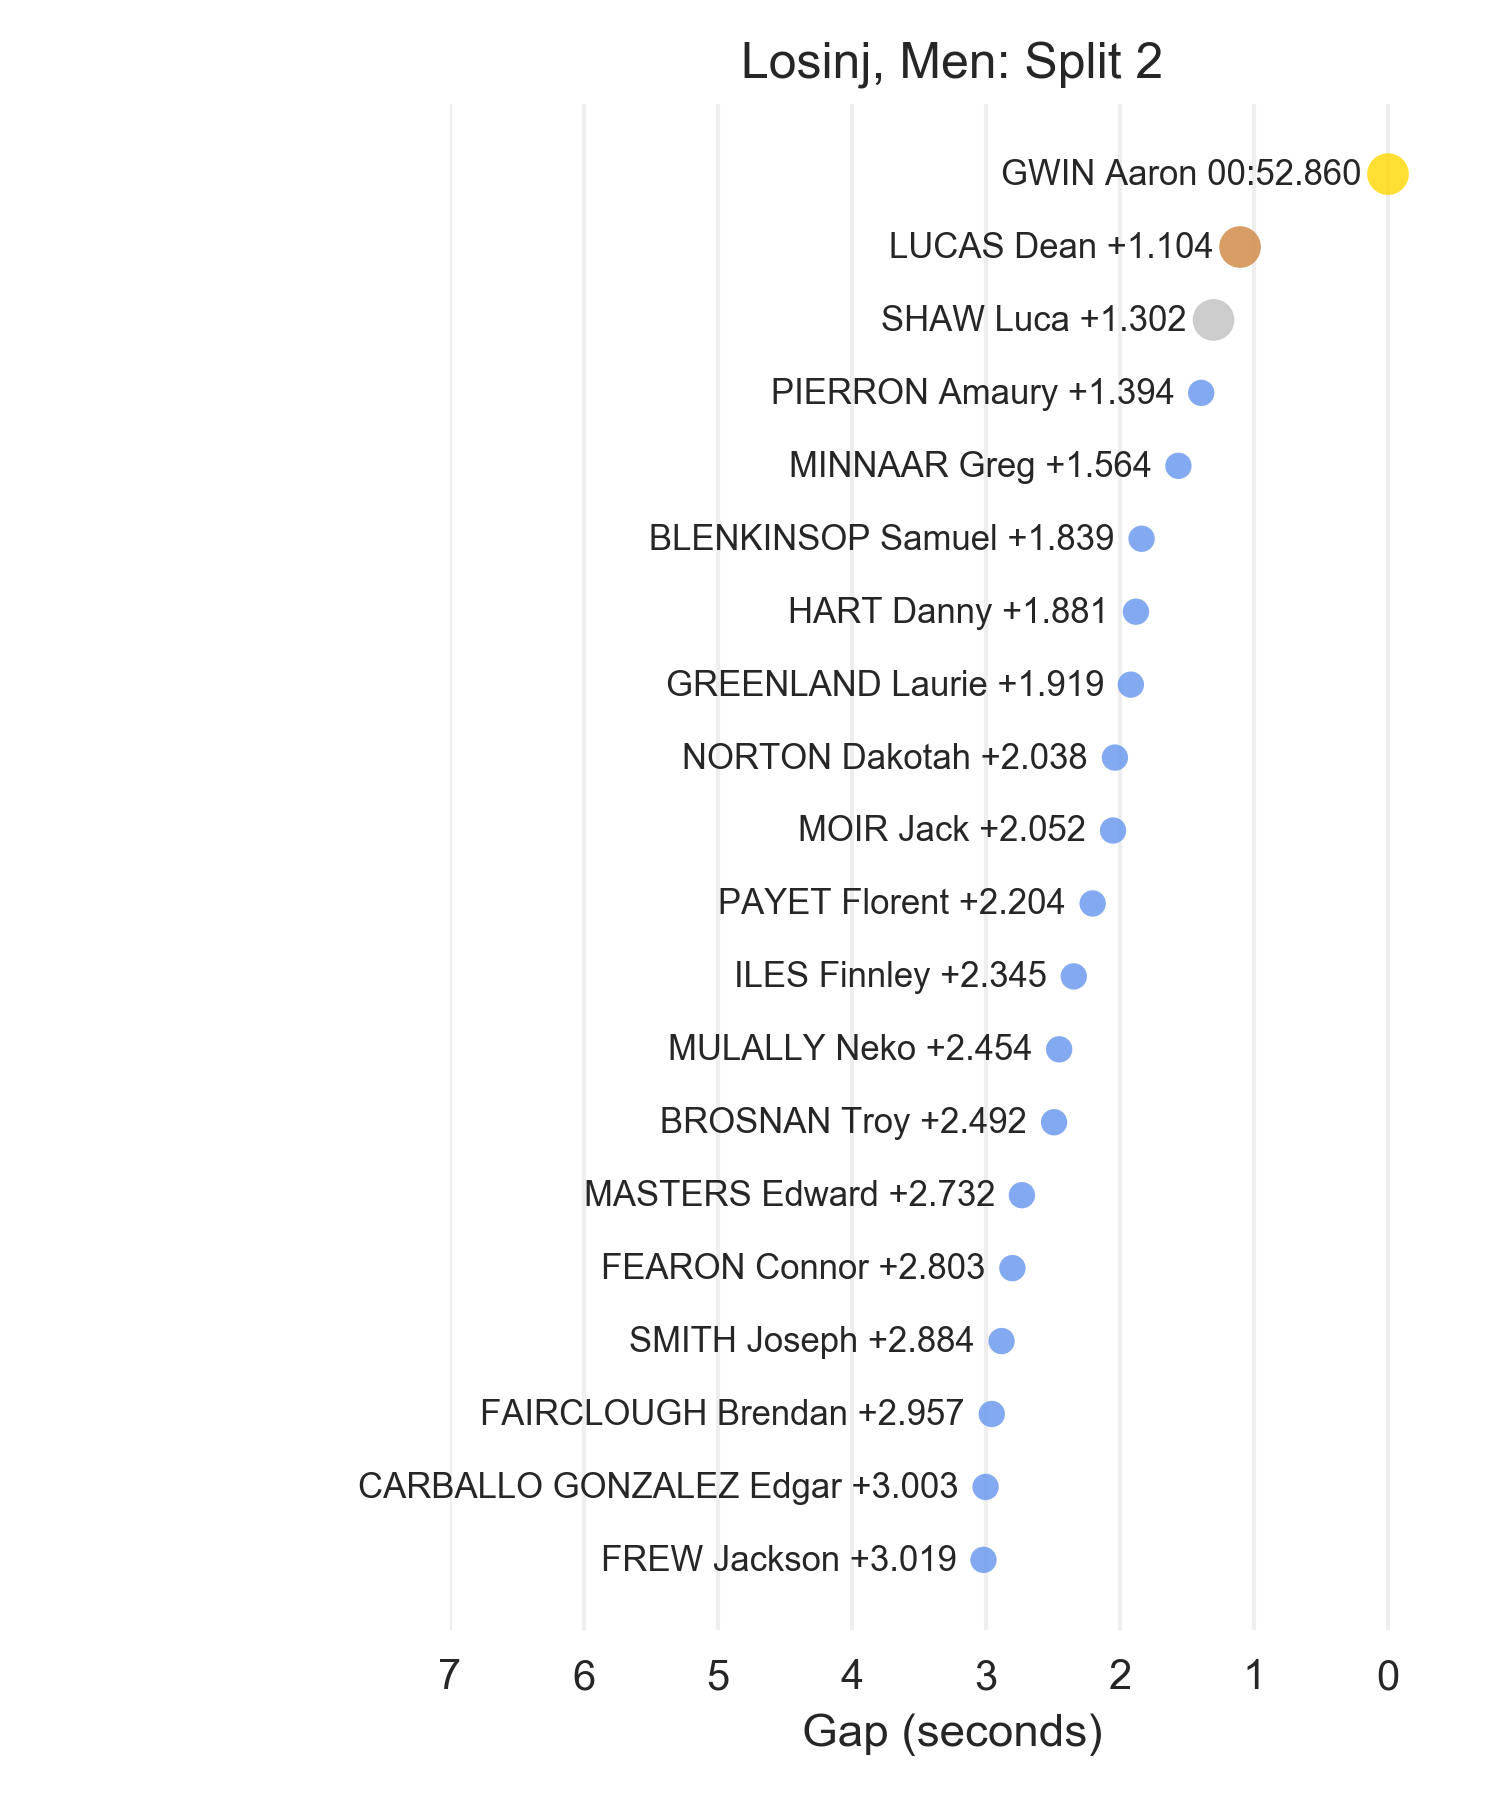 Losinj, Men: Split 2
GWIN Aaron 00:52.860
LUCAS Dean +1.104
SHAW Luca +1.302
PIERRON Amaury +1.394
MINNAAR Greg +1.564
BLENKINSOP Samuel +1.839
HART Danny +1.881
GREENLAND Laurie +1.919
NORTON Dakotah +2.038
MOIR Jack +2.052
PAYET Florent +2.204
ILES Finnley +2.345
MULALLY Neko +2.454
BROSNAN Troy +2.492
MASTERS Edward +2.732
FEARON Connor +2.803
SMITH Joseph +2.884
FAIRCLOUGH Brendan +2.957
CARBALLO GONZALEZ Edgar +3.003
FREW Jackson +3.019
7 6 5 4 3 2 1 0
Gap (seconds)